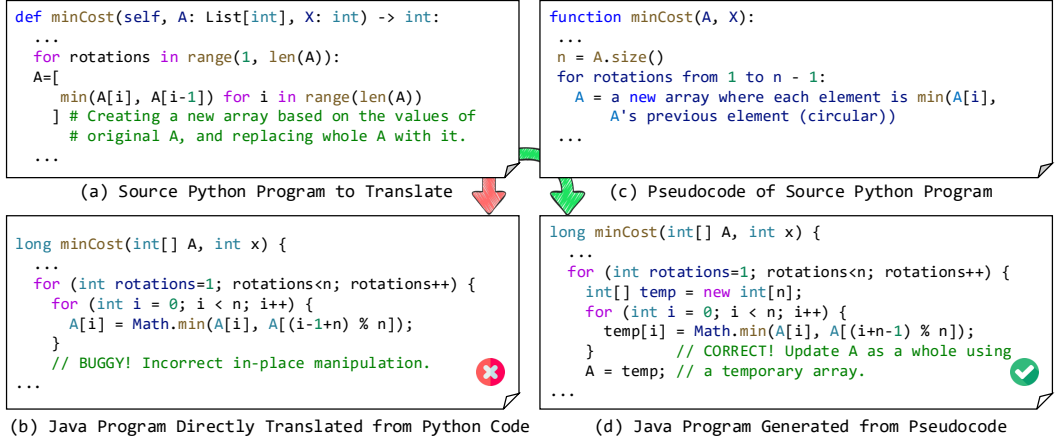 def minCost(self, A: List[int], X: int) -> int:
...
for rotations in range(1, len(A)):
A=[
min(A[i], A[i-1]) for i in range(len(A))
] # Creating a new array based on the values of
# original A, and replacing whole A with it.
...
(a) Source Python Program to Translate
function minCost(A, X):
...
n = A.size()
for rotations from 1 to n - 1:
A = a new array where each element is min(A[i],
A's previous element (circular))
...
(c) Pseudocode of Source Python Program
long minCost(int[] A, int x) {
...
for (int rotations=1; rotations<n; rotations++) {
for (int i = 0; i < n; i++) {
A[i] = Math.min(A[i], A[(i-1+n) % n]);
}
// BUGGY! Incorrect in-place manipulation.
...
(b) Java Program Directly Translated from Python Code
long minCost(int[] A, int x) {
...
for (int rotations=1; rotations<n; rotations++) {
int[] temp = new int[n];
for (int i = 0; i < n; i++) {
temp[i] = Math.min(A[i], A[(i+n-1) % n]);
} // CORRECT! Update A as a whole using
A = temp; // a temporary array.
...
(d) Java Program Generated from Pseudocode